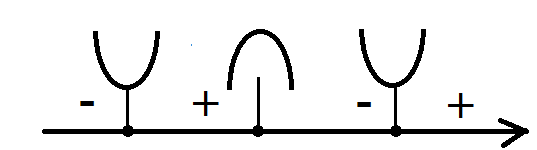 - + - +